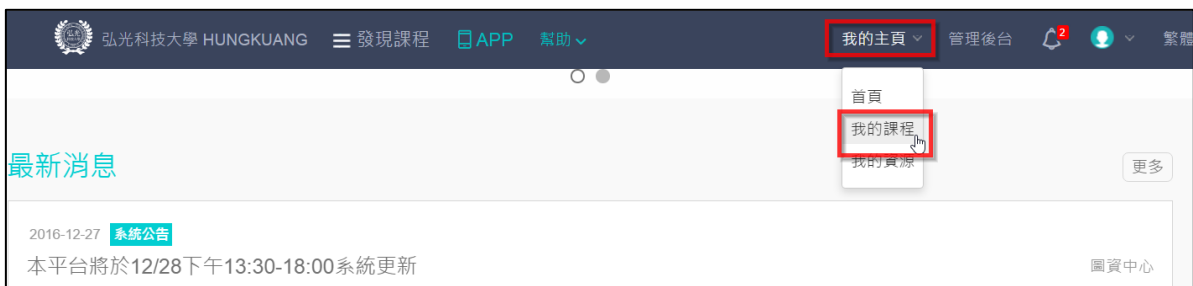 弘光科技大學 HUNGKUANG 發現課程 APP 幫助 我的主頁 管理後台 2 繁體
首頁
我的課程
我的資源
最新消息 更多
2016-12-27 系統公告
本平台將於12/28下午13:30-18:00系統更新 圖資中心